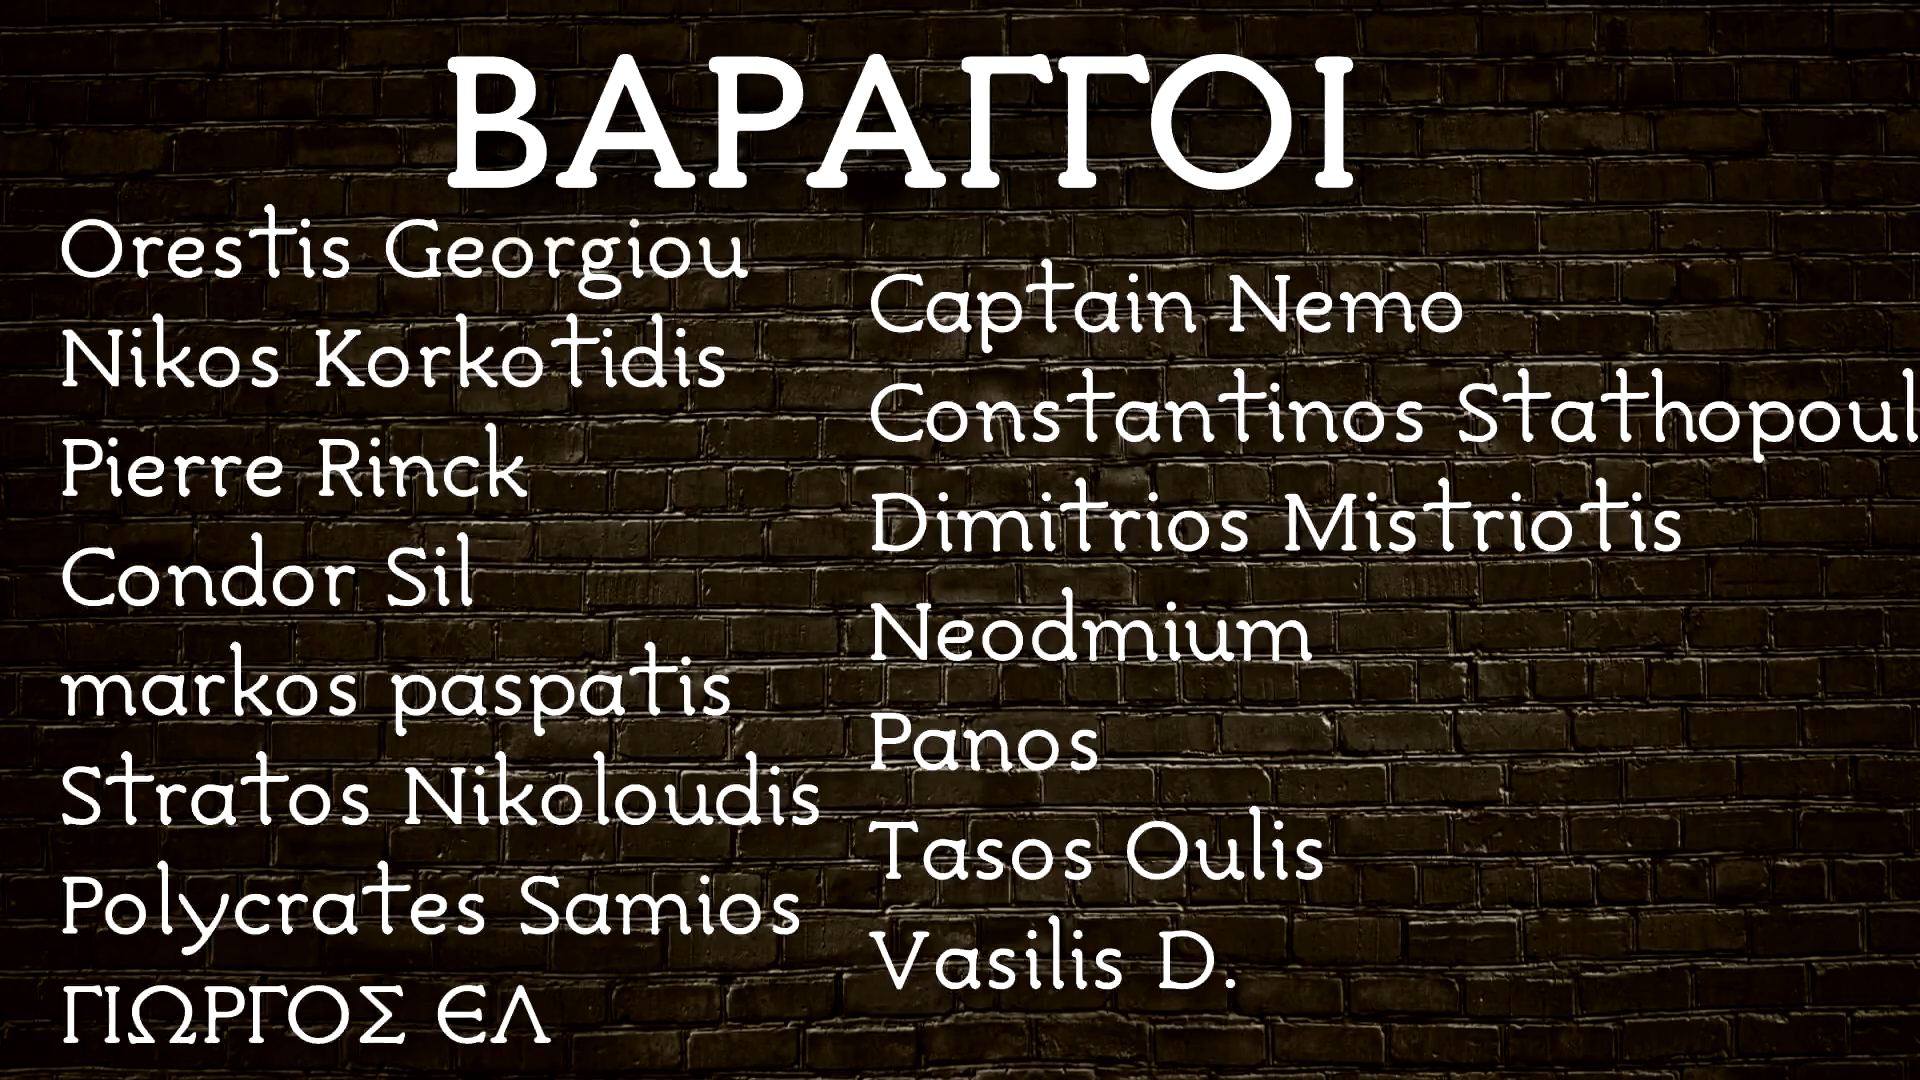 ΒΑΡΑΓΓΟΙ
Orestis Georgiou
Nikos Korkotidis
Pierre Rinck
Condor Sil
markos paspatis
Stratos Nikoloudis
Polycrates Samios
ΓΙΩΡΓΟΣ ΕΛ
Captain Nemo
Constantinos Stathopoul
Dimitrios Mistriotis
Neodmium
Panos
Tasos Oulis
Vasilis D.